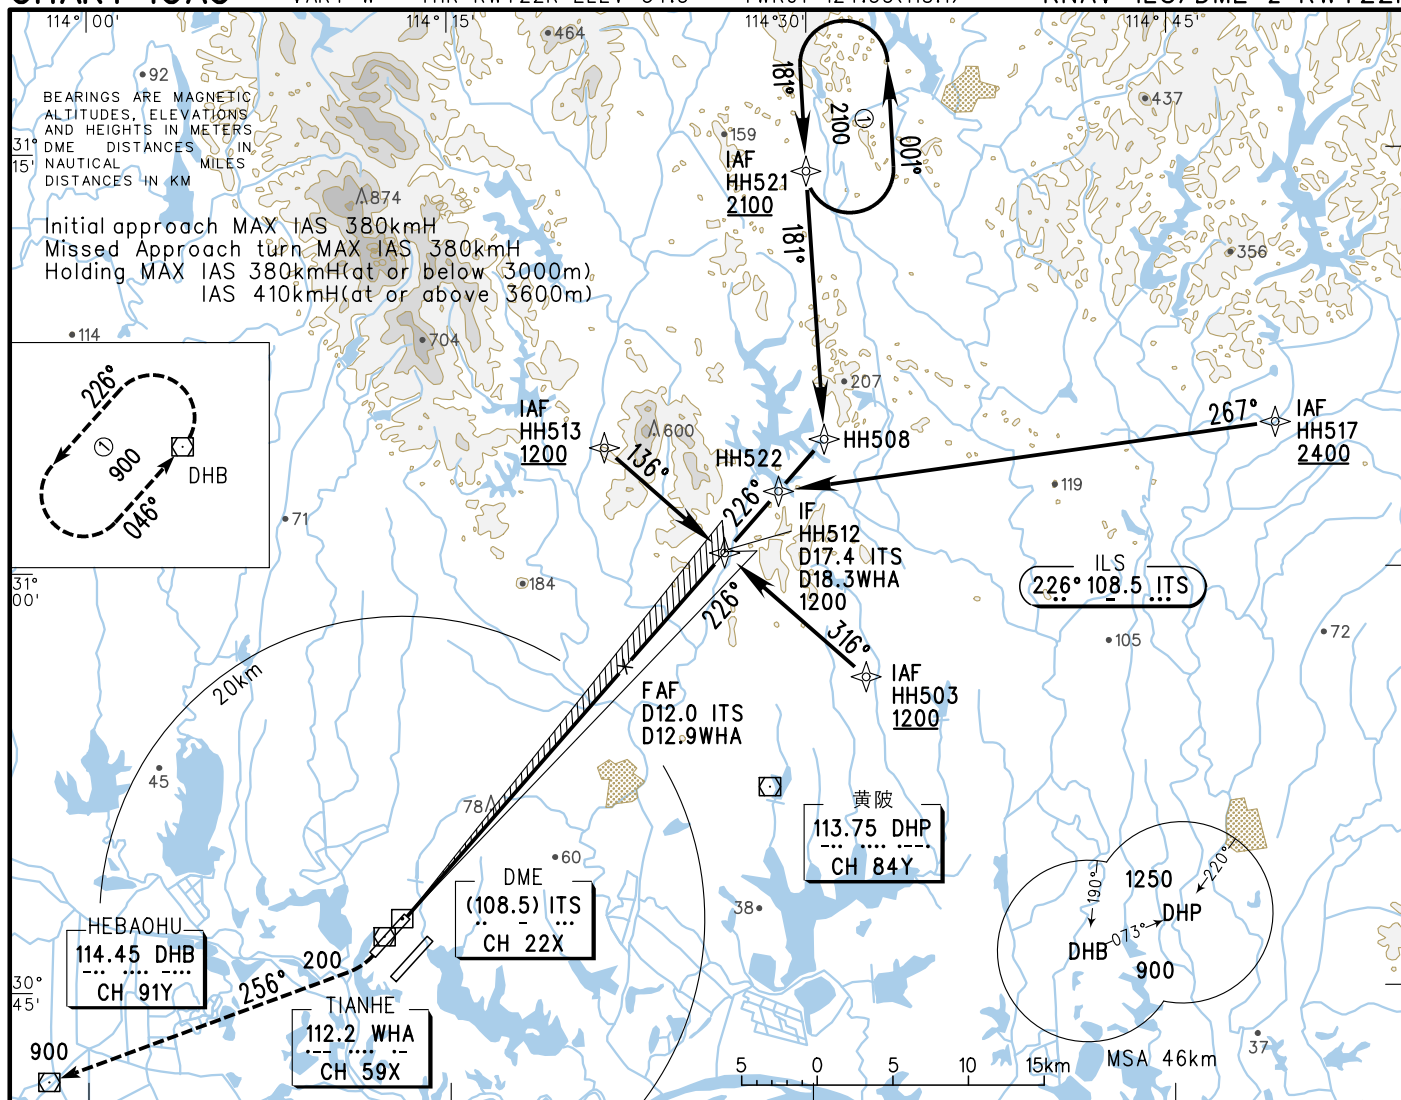 114°00'
114°15'
114°30'
114°45'
464
92
437
159
BEARINGS ARE MAGNETIC
ALTITUDES, ELEVATIONS
AND HEIGHTS IN METERS
DME DISTANCES IN
NAUTICAL MILES
DISTANCES IN KM
31°
15'
181°
2100
①
001°
IAF
HH521
2100
874
Initial approach MAX IAS 380kmH
Missed Approach turn MAX IAS 380kmH
Holding MAX IAS 380kmH(at or below 3000m)
IAS 410kmH(at or above 3600m)
181°
356
114
704
207
226°
①
900
046°
DHB
IAF
HH513
1200
600
136°
HH508
HH522
267°
IAF
HH517
2400
119
71
226°
IF
HH512
D17.4 ITS
D18.3WHA
1200
ILS
226° 108.5 ITS
31°
00'
184
226°
316°
105
72
20km
FAF
D12.0 ITS
D12.9WHA
IAF
HH503
1200
45
78
黄陂
113.75 DHP
CH 84Y
60
DME
(108.5) ITS
CH 22X
38
190°
1250
220°
DHP
073°
DHB
900
HEBAOHU
114.45 DHB
CH 91Y
200
256°
30°
45'
TIANHE
112.2 WHA
CH 59X
900
37
MSA 46km
5 0 5 10 15km